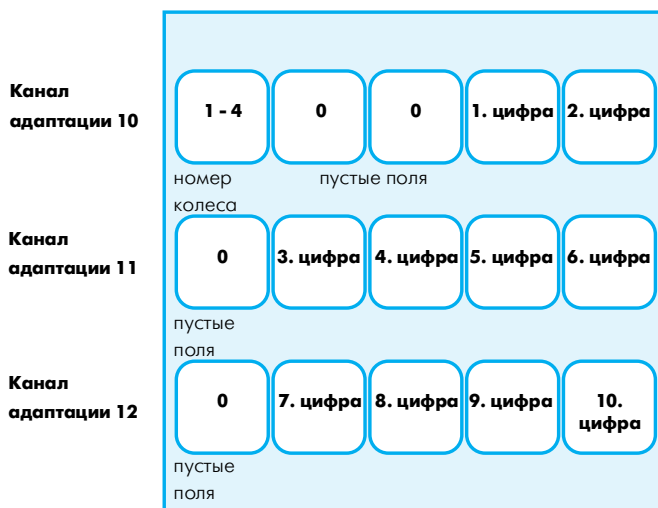 Канал
адаптации 10
1 - 4 0 0 1. цифра 2. цифра
номер пустые поля
колеса
Канал
адаптации 11
0 3. цифра 4. цифра 5. цифра 6. цифра
пустые
поля
Канал
адаптации 12
0 7. цифра 8. цифра 9. цифра 10.
цифра
пустые
поля